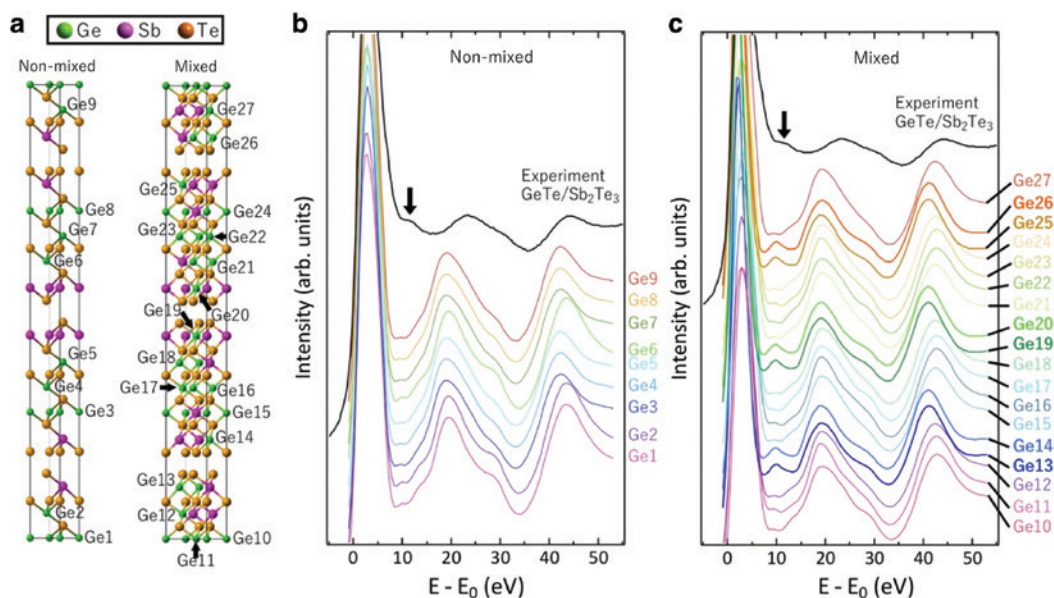 a
Ge Sb Te
Non-mixed
Mixed
Ge9
Ge8
Ge7
Ge6
Ge5
Ge4
Ge3
Ge2
Ge1
Ge27
Ge26
Ge25
Ge24
Ge23
Ge22
Ge21
Ge19
Ge20
Ge18
Ge17
Ge16
Ge15
Ge14
Ge13
Ge12
Ge10
Ge11
b
Non-mixed
Experiment
GeTe/Sb₂Te₃
Intensity (arb. units)
Ge9
Ge8
Ge7
Ge6
Ge5
Ge4
Ge3
Ge2
Ge1
0 10 20 30 40 50
E - E₀ (eV)
c
Mixed
Experiment
GeTe/Sb₂Te₃
Intensity (arb. units)
Ge27
Ge26
Ge25
Ge24
Ge23
Ge22
Ge21
Ge20
Ge19
Ge18
Ge17
Ge16
Ge15
Ge14
Ge13
Ge12
Ge11
Ge10
0 10 20 30 40 50
E - E₀ (eV)